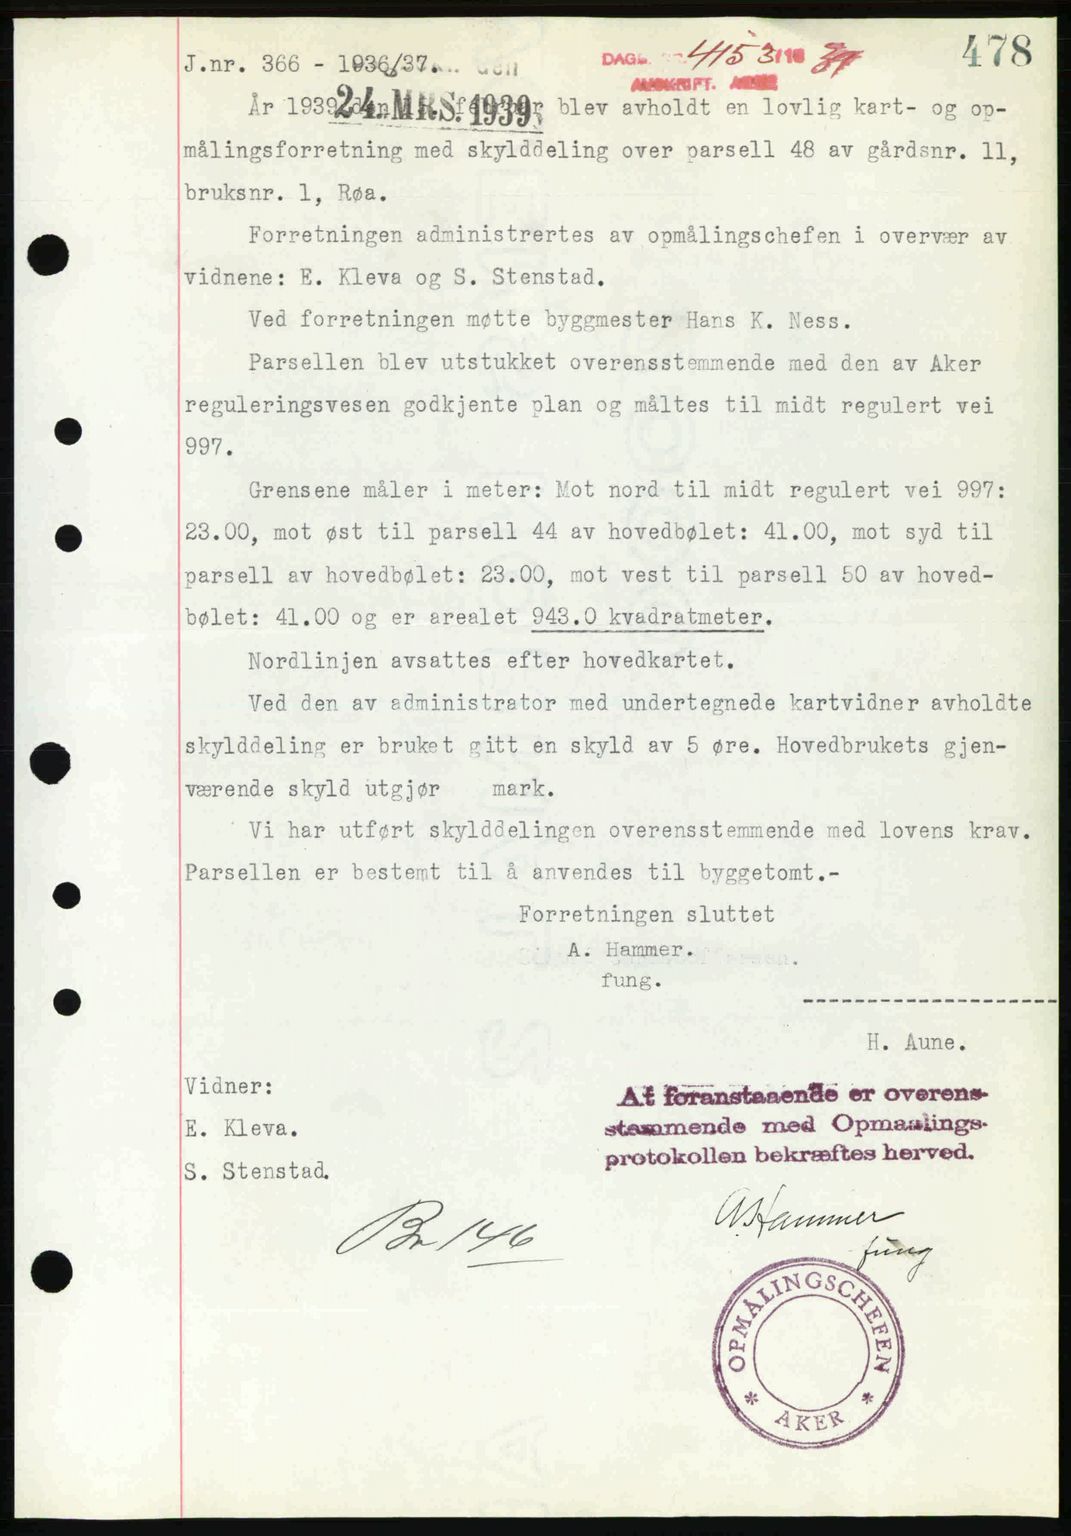 478
DAGB. 4153/19 39
AVSKRIFT.
J.nr. 366 - 1936/37.
24. MRS. 1939
År 1939 den februar blev avholdt en lovlig kart- og op-
målingsforretning med skylddeling over parsell 48 av gårdsnr. 11,
bruksnr. 1, Røa.
Forretningen administrertes av opmålingschefen i overvær av
vidnene: E. Kleva og S. Stenstad.
Ved forretningen møtte byggmester Hans K. Ness.
Parsellen blev utstukket overensstemmende med den av Aker
reguleringsvesen godkjente plan og måltes til midt regulert vei
997.
Grensene måler i meter: Mot nord til midt regulert vei 997:
23.00, mot øst til parsell 44 av hovedbølet: 41.00, mot syd til
parsell av hovedbølet: 23.00, mot vest til parsell 50 av hoved-
bølet: 41.00 og er arealet 943.0 kvadratmeter.
Nordlinjen avsattes efter hovedkartet.
Ved den av administrator med undertegnede kartvidner avholdte
skylddeling er bruket gitt en skyld av 5 øre. Hovedbrukets gjen-
værende skyld utgjør mark.
Vi har utført skylddelingen overensstemmende med lovens krav.
Parsellen er bestemt til å anvendes til byggetomt.-
Forretningen sluttet
A. Hammer.
fung.
H. Aune.
Vidner:
E. Kleva.
S. Stenstad.
At foranstaaende er overens-
stemmende med Opmaalings-
protokollen bekræftes herved.
A. Hammer
fung
Br 146
OPMÅLINGSCHEFEN
* AKER *